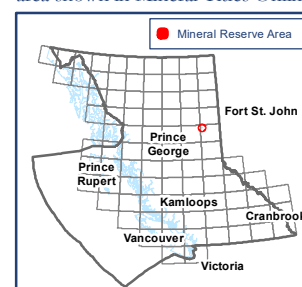 Mineral Reserve Area
Fort St. John
Prince
George
Prince
Rupert
Kamloops
Cranbrook
Vancouver
Victoria